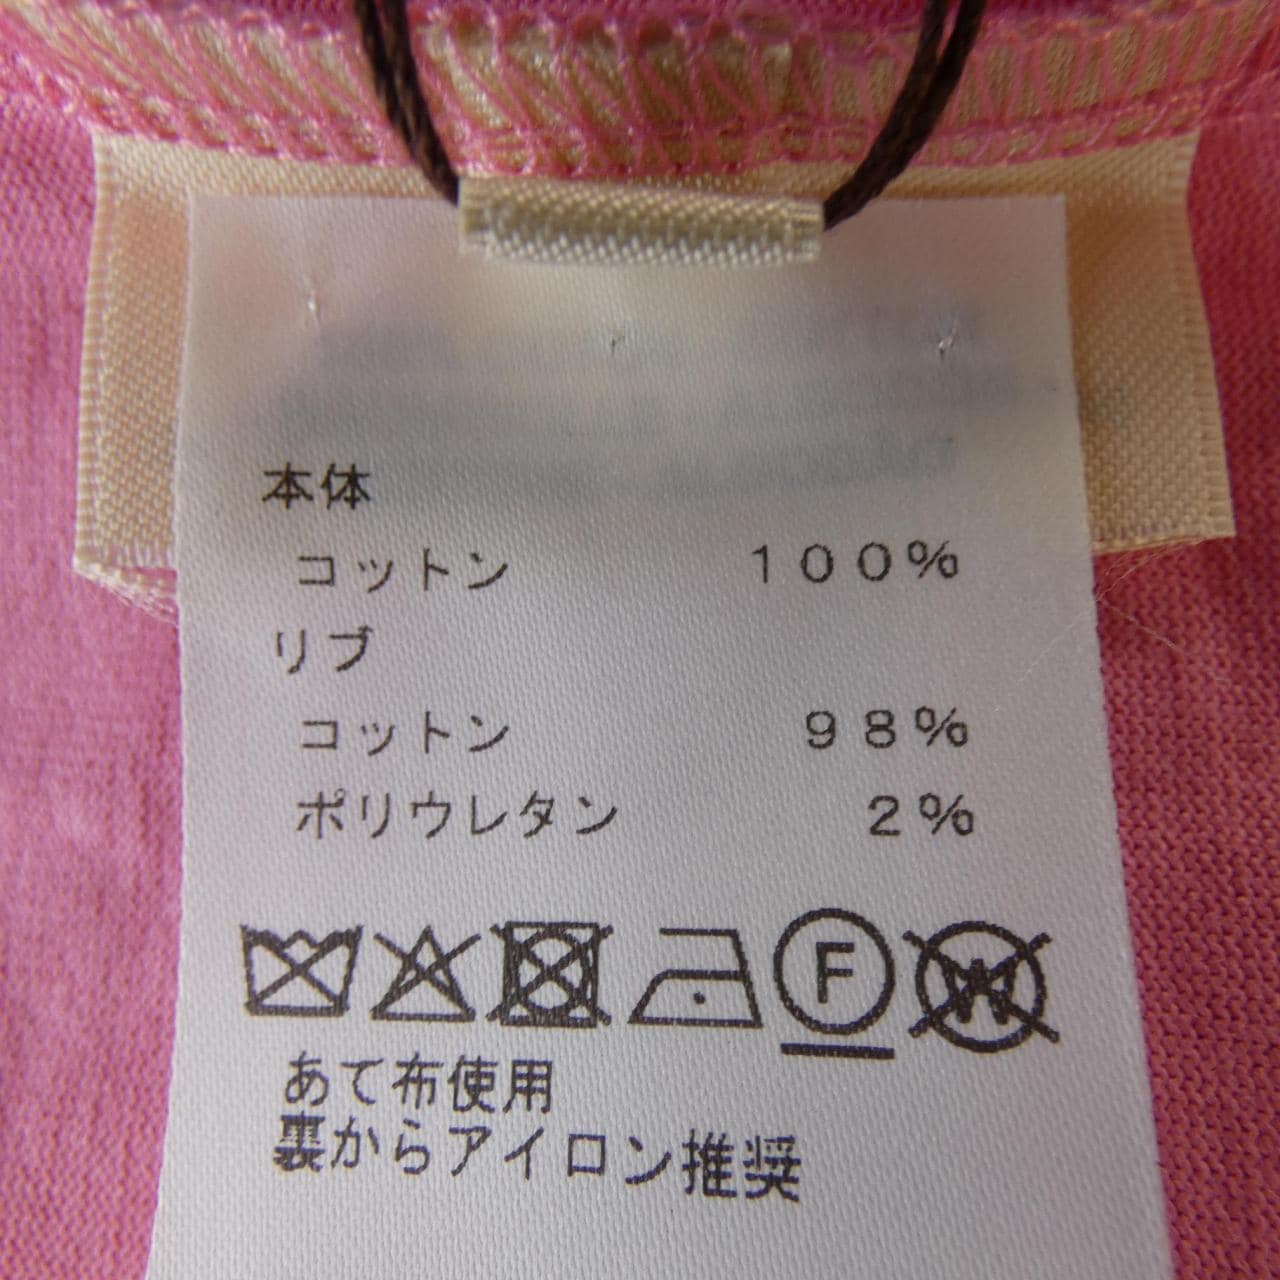 本体
コットン 100%
リブ
コットン 98%
ポリウレタン 2%
F W
あて布使用
裏からアイロン推奨